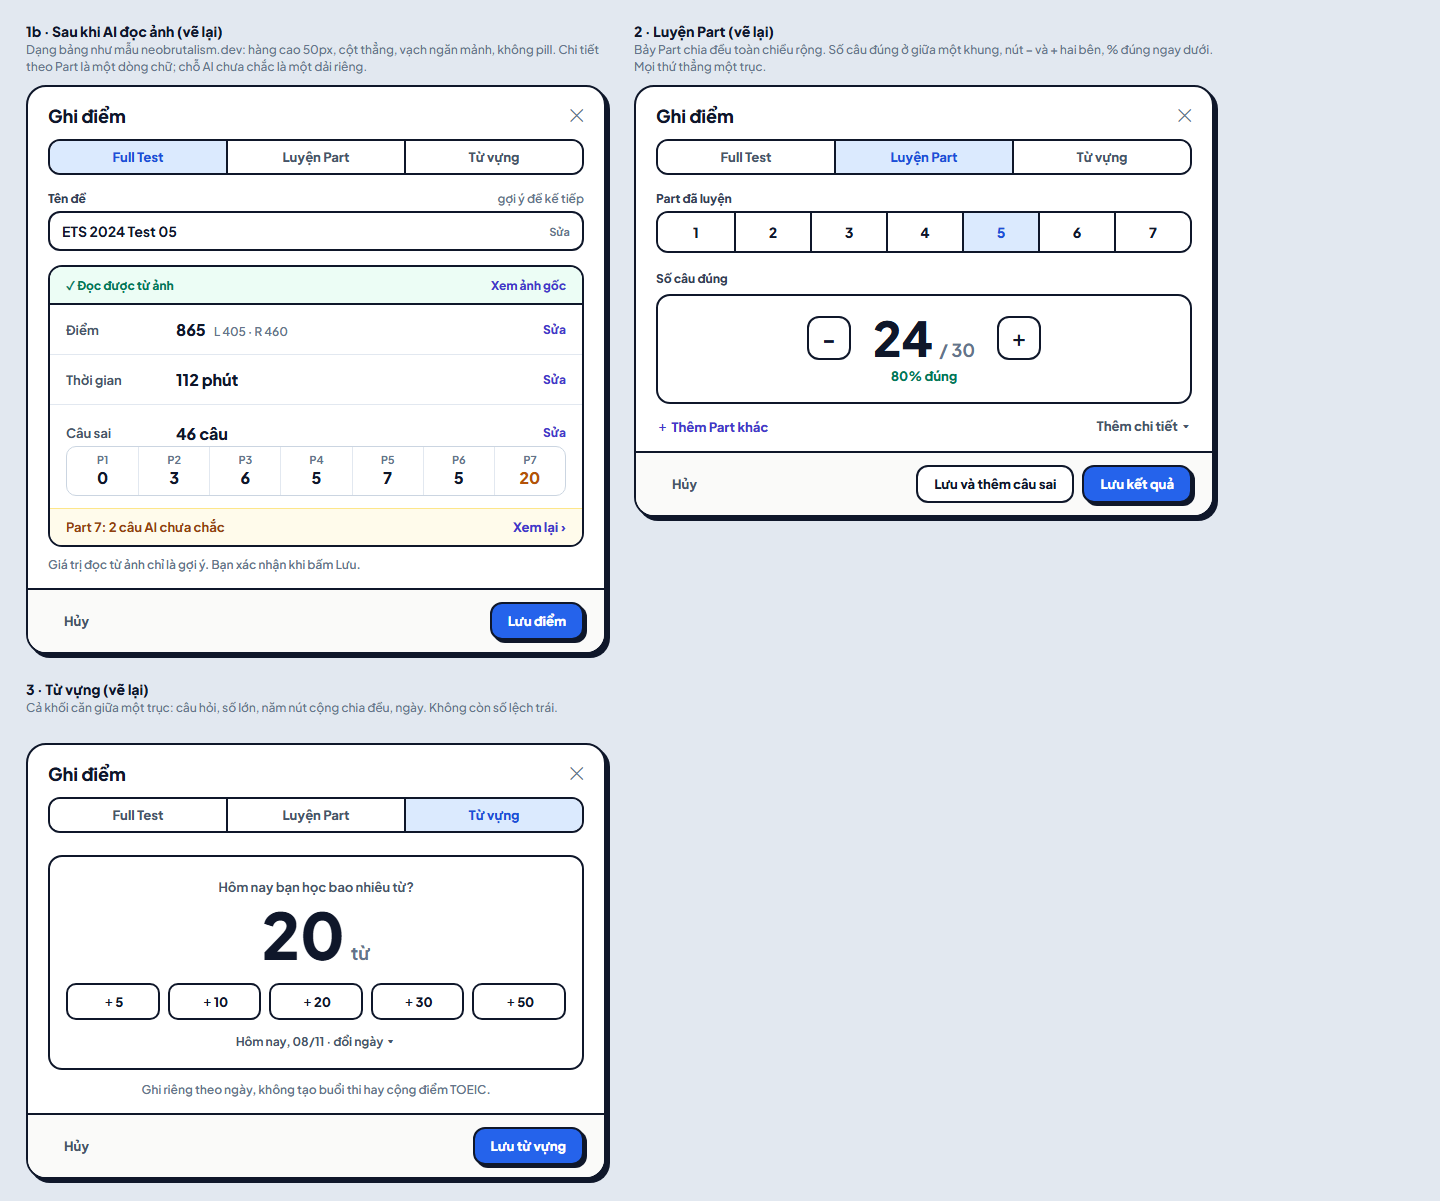 1b · Sau khi AI đọc ảnh (vẽ lại)
Dạng bảng như mẫu neobrutalism.dev: hàng cao 50px, cột thẳng, vạch ngăn mảnh, không pill. Chi tiết
theo Part là một dòng chữ; chỗ AI chưa chắc là một dải riêng.
Ghi điểm
Full Test
Luyện Part
Từ vựng
Tên đề
gợi ý đề kế tiếp
ETS 2024 Test 05
Sửa
✓ Đọc được từ ảnh
Xem ảnh gốc
Điểm
865 L 405 · R 460
Sửa
Thời gian
112 phút
Sửa
Câu sai
46 câu
Sửa
P1 P2 P3 P4 P5 P6 P7
0 3 6 5 7 5 20
Part 7: 2 câu AI chưa chắc
Xem lại ›
Giá trị đọc từ ảnh chỉ là gợi ý. Bạn xác nhận khi bấm Lưu.
Hủy
Lưu điểm
2 · Luyện Part (vẽ lại)
Bảy Part chia đều toàn chiều rộng. Số câu đúng ở giữa một khung, nút − và + hai bên, % đúng ngay dưới.
Mọi thứ thẳng một trục.
Ghi điểm
Full Test
Luyện Part
Từ vựng
Part đã luyện
1 2 3 4 5 6 7
Số câu đúng
− 24 / 30 +
80% đúng
+ Thêm Part khác
Thêm chi tiết
Hủy
Lưu và thêm câu sai
Lưu kết quả
3 · Từ vựng (vẽ lại)
Cả khối căn giữa một trục: câu hỏi, số lớn, năm nút cộng chia đều, ngày. Không còn số lệch trái.
Ghi điểm
Full Test
Luyện Part
Từ vựng
Hôm nay bạn học bao nhiêu từ?
20 từ
+ 5 + 10 + 20 + 30 + 50
Hôm nay, 08/11 · đổi ngày
Ghi riêng theo ngày, không tạo buổi thi hay cộng điểm TOEIC.
Hủy
Lưu từ vựng